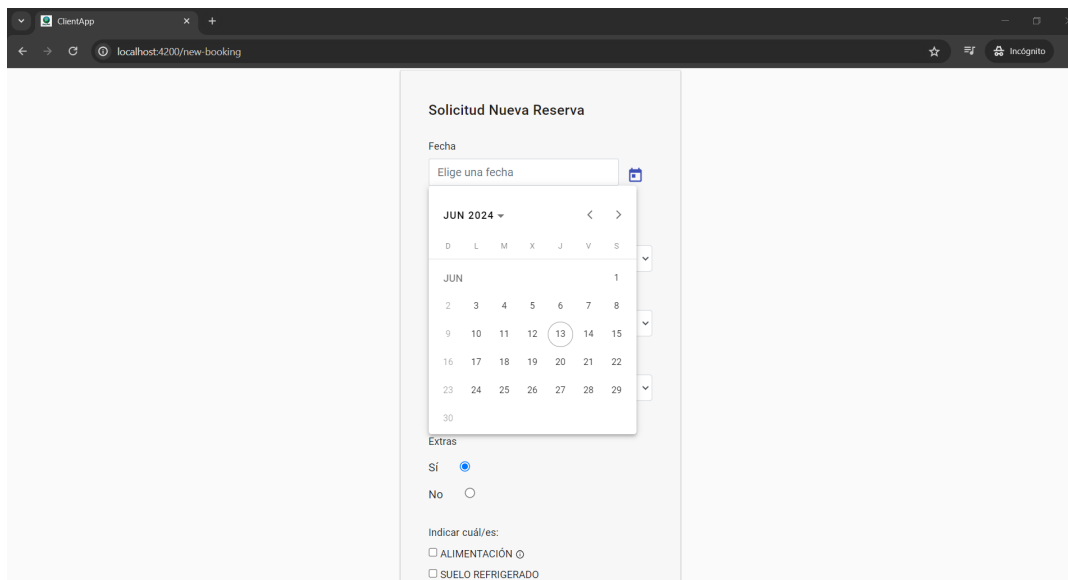 ClientApp
localhost:4200/new-booking
Incógnito
Solicitud Nueva Reserva
Fecha
Elige una fecha
JUN 2024
D L M X J V S
JUN 1
2 3 4 5 6 7 8
9 10 11 12 13 14 15
16 17 18 19 20 21 22
23 24 25 26 27 28 29
30
Extras
Sí
No
Indicar cuál/es:
ALIMENTACIÓN
SUELO REFRIGERADO